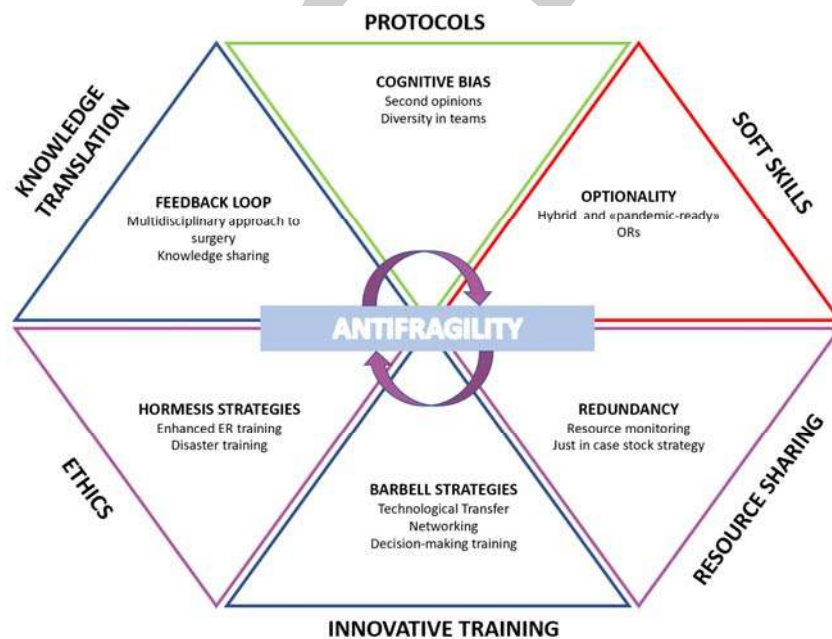 PROTOCOLS
COGNITIVE BIAS
Second opinions
Diversity in teams
KNOWLEDGE
TRANSLATION
SOFT SKILLS
FEEDBACK LOOP
Multidisciplinary approach to
surgery
Knowledge sharing
OPTIONALITY
Hybrid and «pandemic-ready»
ORs
ANTIFRAGILITY
HORMESIS STRATEGIES
Enhanced ER training
Disaster training
REDUNDANCY
Resource monitoring
Just in case stock strategy
BARBELL STRATEGIES
Technological Transfer
Networking
Decision-making training
ETHICS
RESOURCE SHARING
INNOVATIVE TRAINING